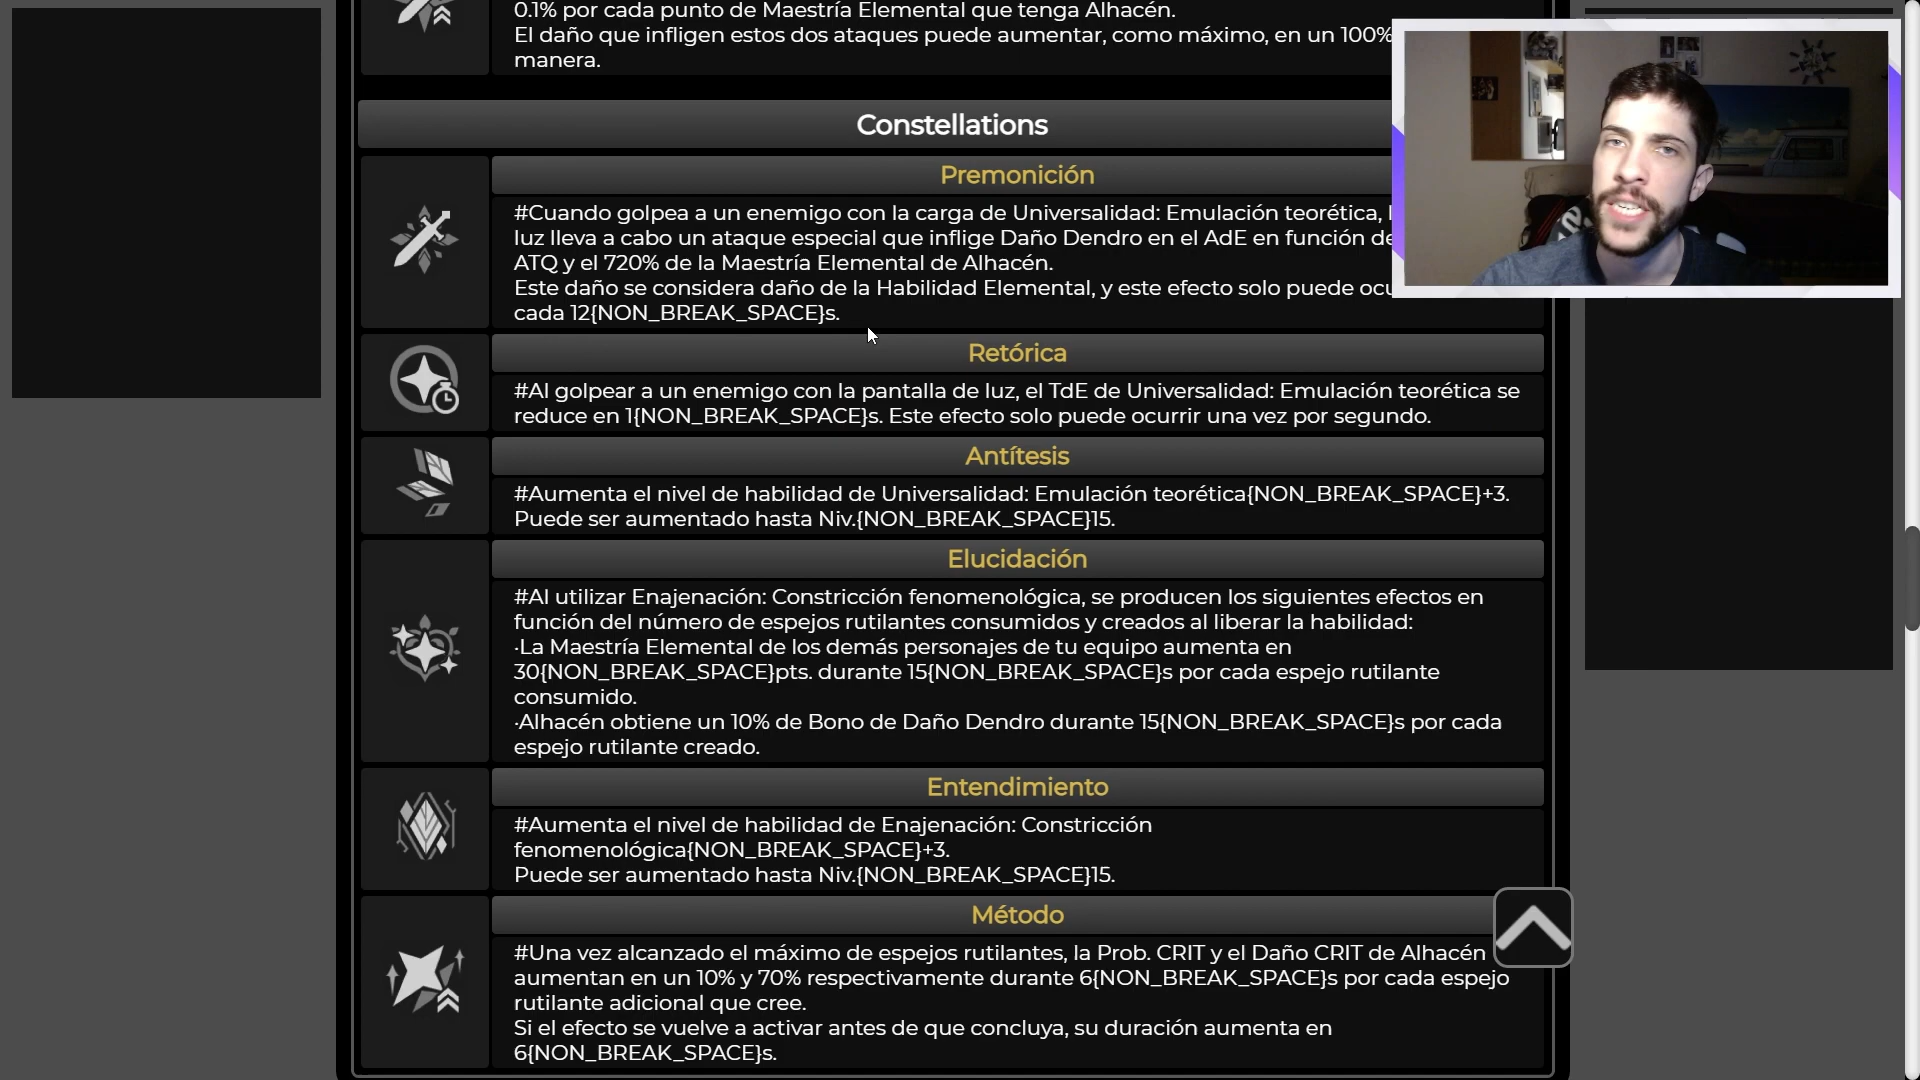 0.1% por cada punto de Maestría Elemental que tenga Alhacén.
El daño que infligen estos dos ataques puede aumentar, como máximo, en un 100%
manera.
Constellations
Premonición
#Cuando golpea a un enemigo con la carga de Universalidad: Emulación teorética,
luz lleva a cabo un ataque especial que inflige Daño Dendro en el AdE en función
ATQ y el 720% de la Maestría Elemental de Alhacén.
Este daño se considera daño de la Habilidad Elemental, y este efecto solo puede
cada 12{NON_BREAK_SPACE}s.
Retórica
#Al golpear a un enemigo con la pantalla de luz, el TdE de Universalidad: Emulación teorética se
reduce en 1{NON_BREAK_SPACE}s. Este efecto solo puede ocurrir una vez por segundo.
Antítesis
#Aumenta el nivel de habilidad de Universalidad: Emulación teorética{NON_BREAK_SPACE}+3.
Puede ser aumentado hasta Niv.{NON_BREAK_SPACE}15.
Elucidación
#Al utilizar Enajenación: Constricción fenomenológica, se producen los siguientes efectos en
función del número de espejos rutilantes consumidos y creados al liberar la habilidad:
·La Maestría Elemental de los demás personajes de tu equipo aumenta en
30{NON_BREAK_SPACE}pts. durante 15{NON_BREAK_SPACE}s por cada espejo rutilante
consumido.
·Alhacén obtiene un 10% de Bono de Daño Dendro durante 15{NON_BREAK_SPACE}s por cada
espejo rutilante creado.
Entendimiento
#Aumenta el nivel de habilidad de Enajenación: Constricción
fenomenológica{NON_BREAK_SPACE}+3.
Puede ser aumentado hasta Niv.{NON_BREAK_SPACE}15.
Método
#Una vez alcanzado el máximo de espejos rutilantes, la Prob. CRIT y el Daño CRIT de Alhacén
aumentan en un 10% y 70% respectivamente durante 6{NON_BREAK_SPACE}s por cada espejo
rutilante adicional que cree.
Si el efecto se vuelve a activar antes de que concluya, su duración aumenta en
6{NON_BREAK_SPACE}s.